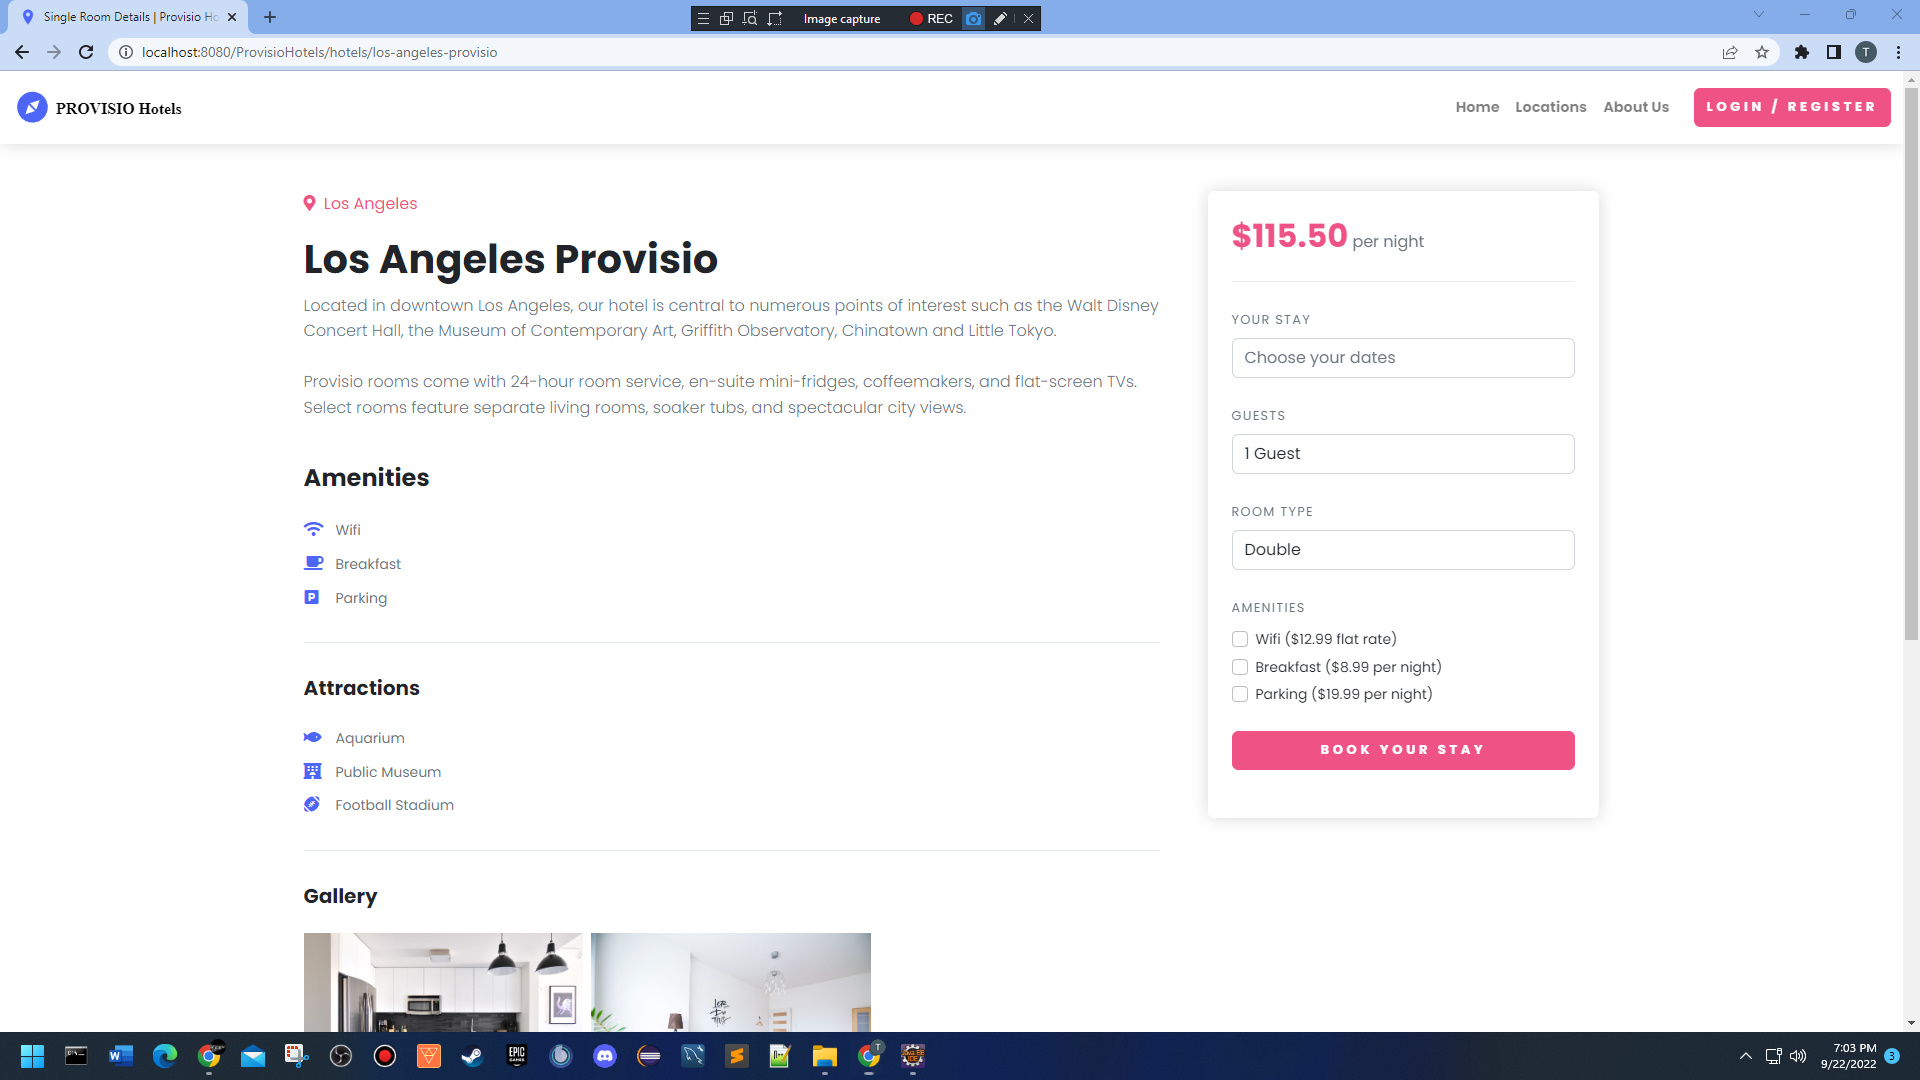 Single Room Details | Provisio Ho
Image capture
REC
localhost:8080/ProvisioHotels/hotels/los-angeles-provisio
T
PROVISIO Hotels
Home
Locations
About Us
LOGIN / REGISTER
Los Angeles
Los Angeles Provisio
Located in downtown Los Angeles, our hotel is central to numerous points of interest such as the Walt Disney
Concert Hall, the Museum of Contemporary Art, Griffith Observatory, Chinatown and Little Tokyo.
Provisio rooms come with 24-hour room service, en-suite mini-fridges, coffeemakers, and flat-screen TVs.
Select rooms feature separate living rooms, soaker tubs, and spectacular city views.
Amenities
Wifi
Breakfast
P
Parking
Attractions
Aquarium
Public Museum
Football Stadium
Gallery
$115.50 per night
YOUR STAY
Choose your dates
GUESTS
1 Guest
ROOM TYPE
Double
AMENITIES
Wifi ($12.99 flat rate)
Breakfast ($8.99 per night)
Parking ($19.99 per night)
BOOK YOUR STAY
EPIC
GAMES
T
7:03 PM
9/22/2022
3